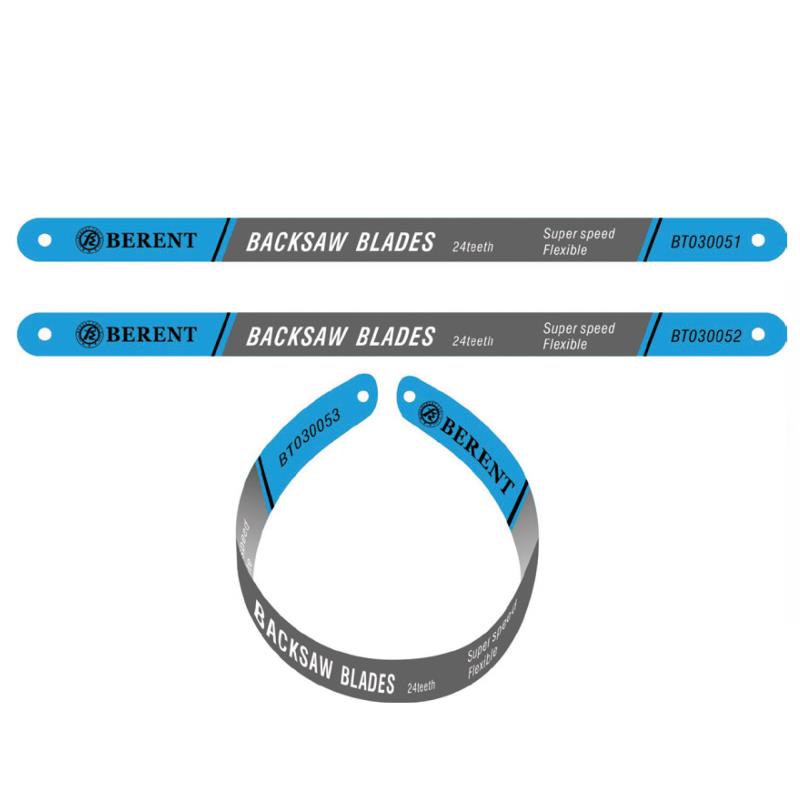 BERENT BACKSAW BLADES 24teeth Super speed BT030051
Flexible
BERENT BACKSAW BLADES 24teeth Super speed BT030052
Flexible
BT030053 BERENT
BACKSAW BLADES 24teeth Super speed
Flexible